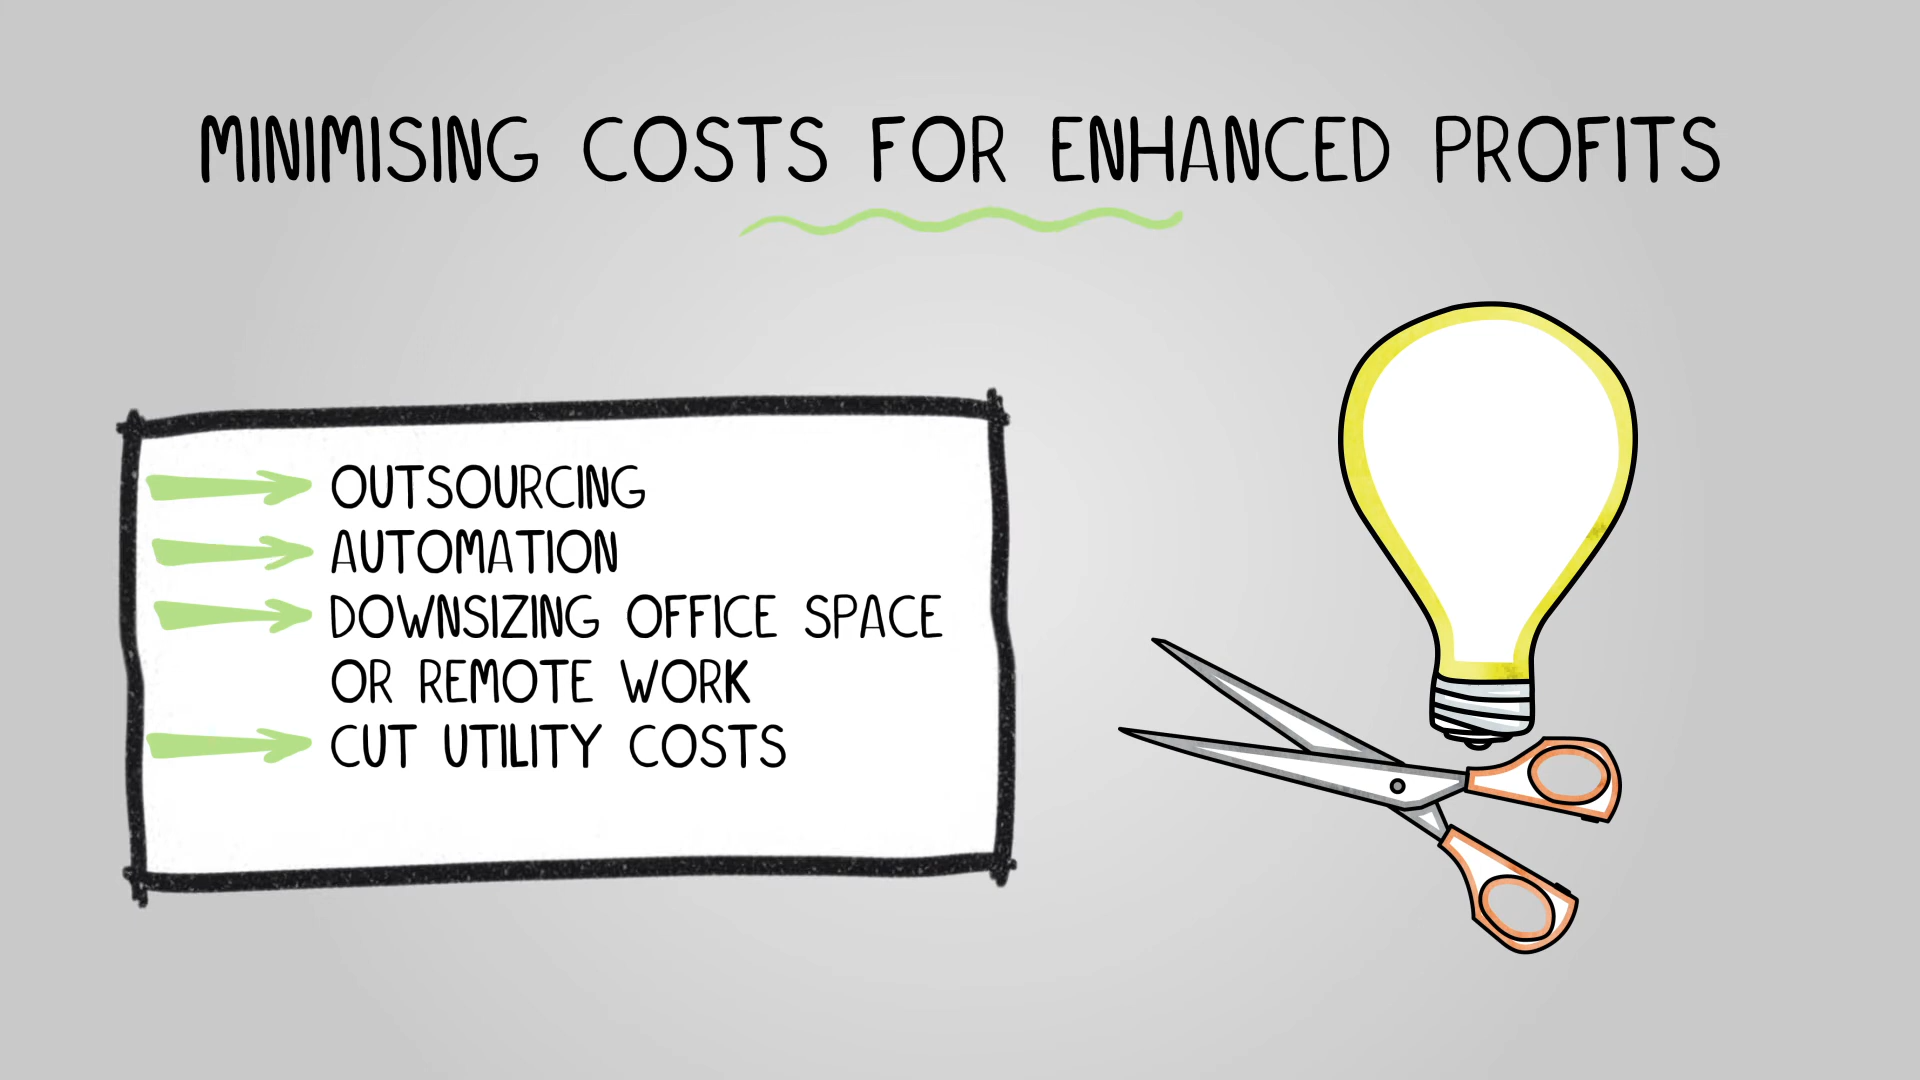 MINIMISING COSTS FOR ENHANCED PROFITS
OUTSOURCING
AUTOMATION
DOWNSIZING OFFICE SPACE
OR REMOTE WORK
CUT UTILITY COSTS